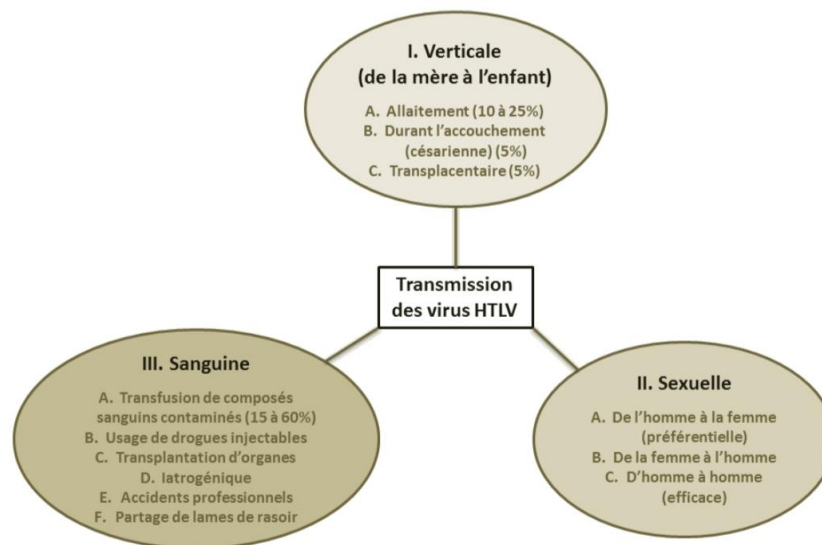 I. Verticale
(de la mère à l'enfant)
A. Allaitement (10 à 25%)
B. Durant l'accouchement
(césarienne) (5%)
C. Transplacentaire (5%)
Transmission
des virus HTLV
III. Sanguine
A. Transfusion de composés
sanguins contaminés (15 à 60%)
B. Usage de drogues injectables
C. Transplantation d'organes
D. Iatrogénique
E. Accidents professionnels
F. Partage de lames de rasoir
II. Sexuelle
A. De l'homme à la femme
(préférentielle)
B. De la femme à l'homme
C. D'homme à homme
(efficace)